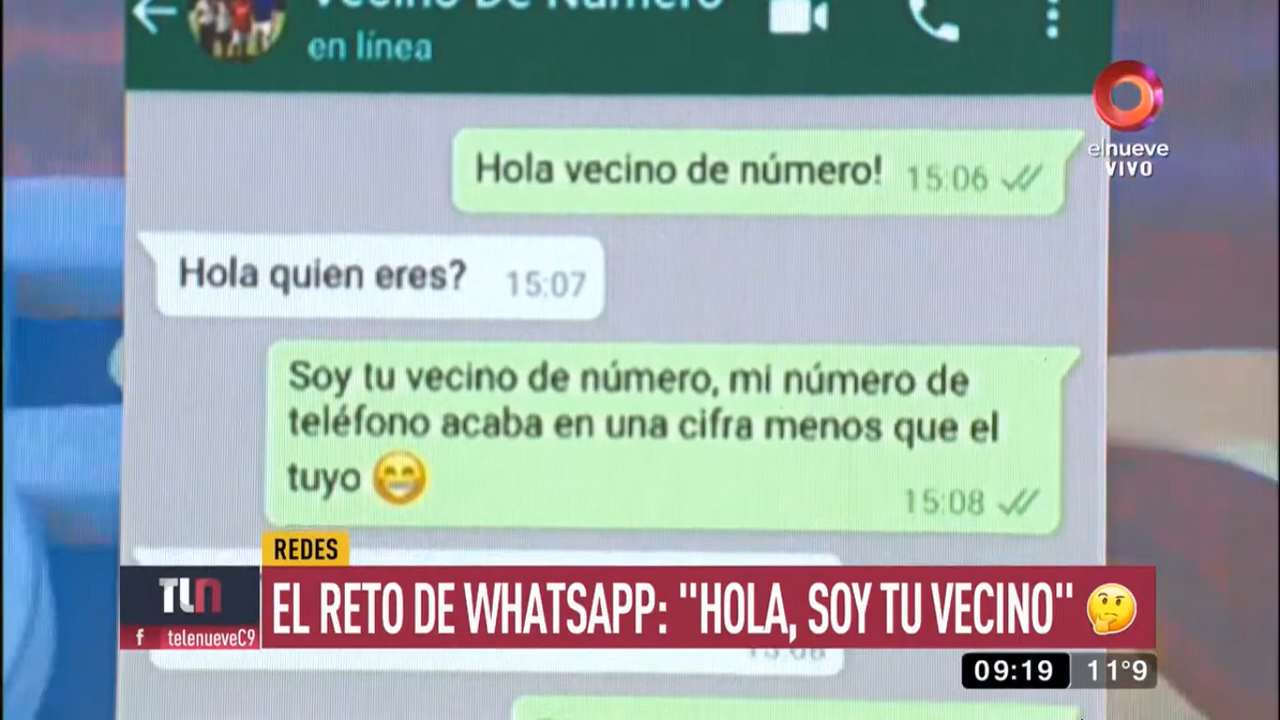 Vecino De Número
en línea
elnueve
VIVO
Hola vecino de número! 15:06
Hola quien eres? 15:07
Soy tu vecino de número, mi número de
teléfono acaba en una cifra menos que el
tuyo 😁
15:08
REDES
TLN
EL RETO DE WHATSAPP: "HOLA, SOY TU VECINO" 🤔
f telenueveC9
09:19 11°9